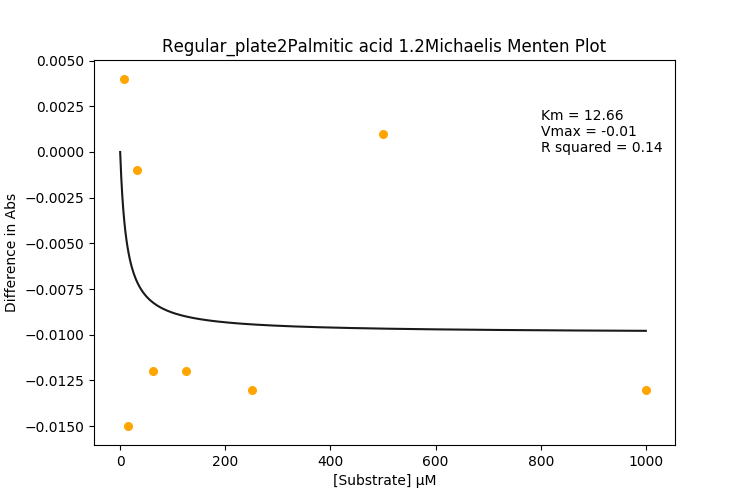 Regular_plate2Palmitic acid 1.2Michaelis Menten Plot
0.0050
0.0025
0.0000
−0.0025
−0.0050
−0.0075
−0.0100
−0.0125
−0.0150
Difference in Abs
Km = 12.66
Vmax = -0.01
R squared = 0.14
0 200 400 600 800 1000
[Substrate] μM